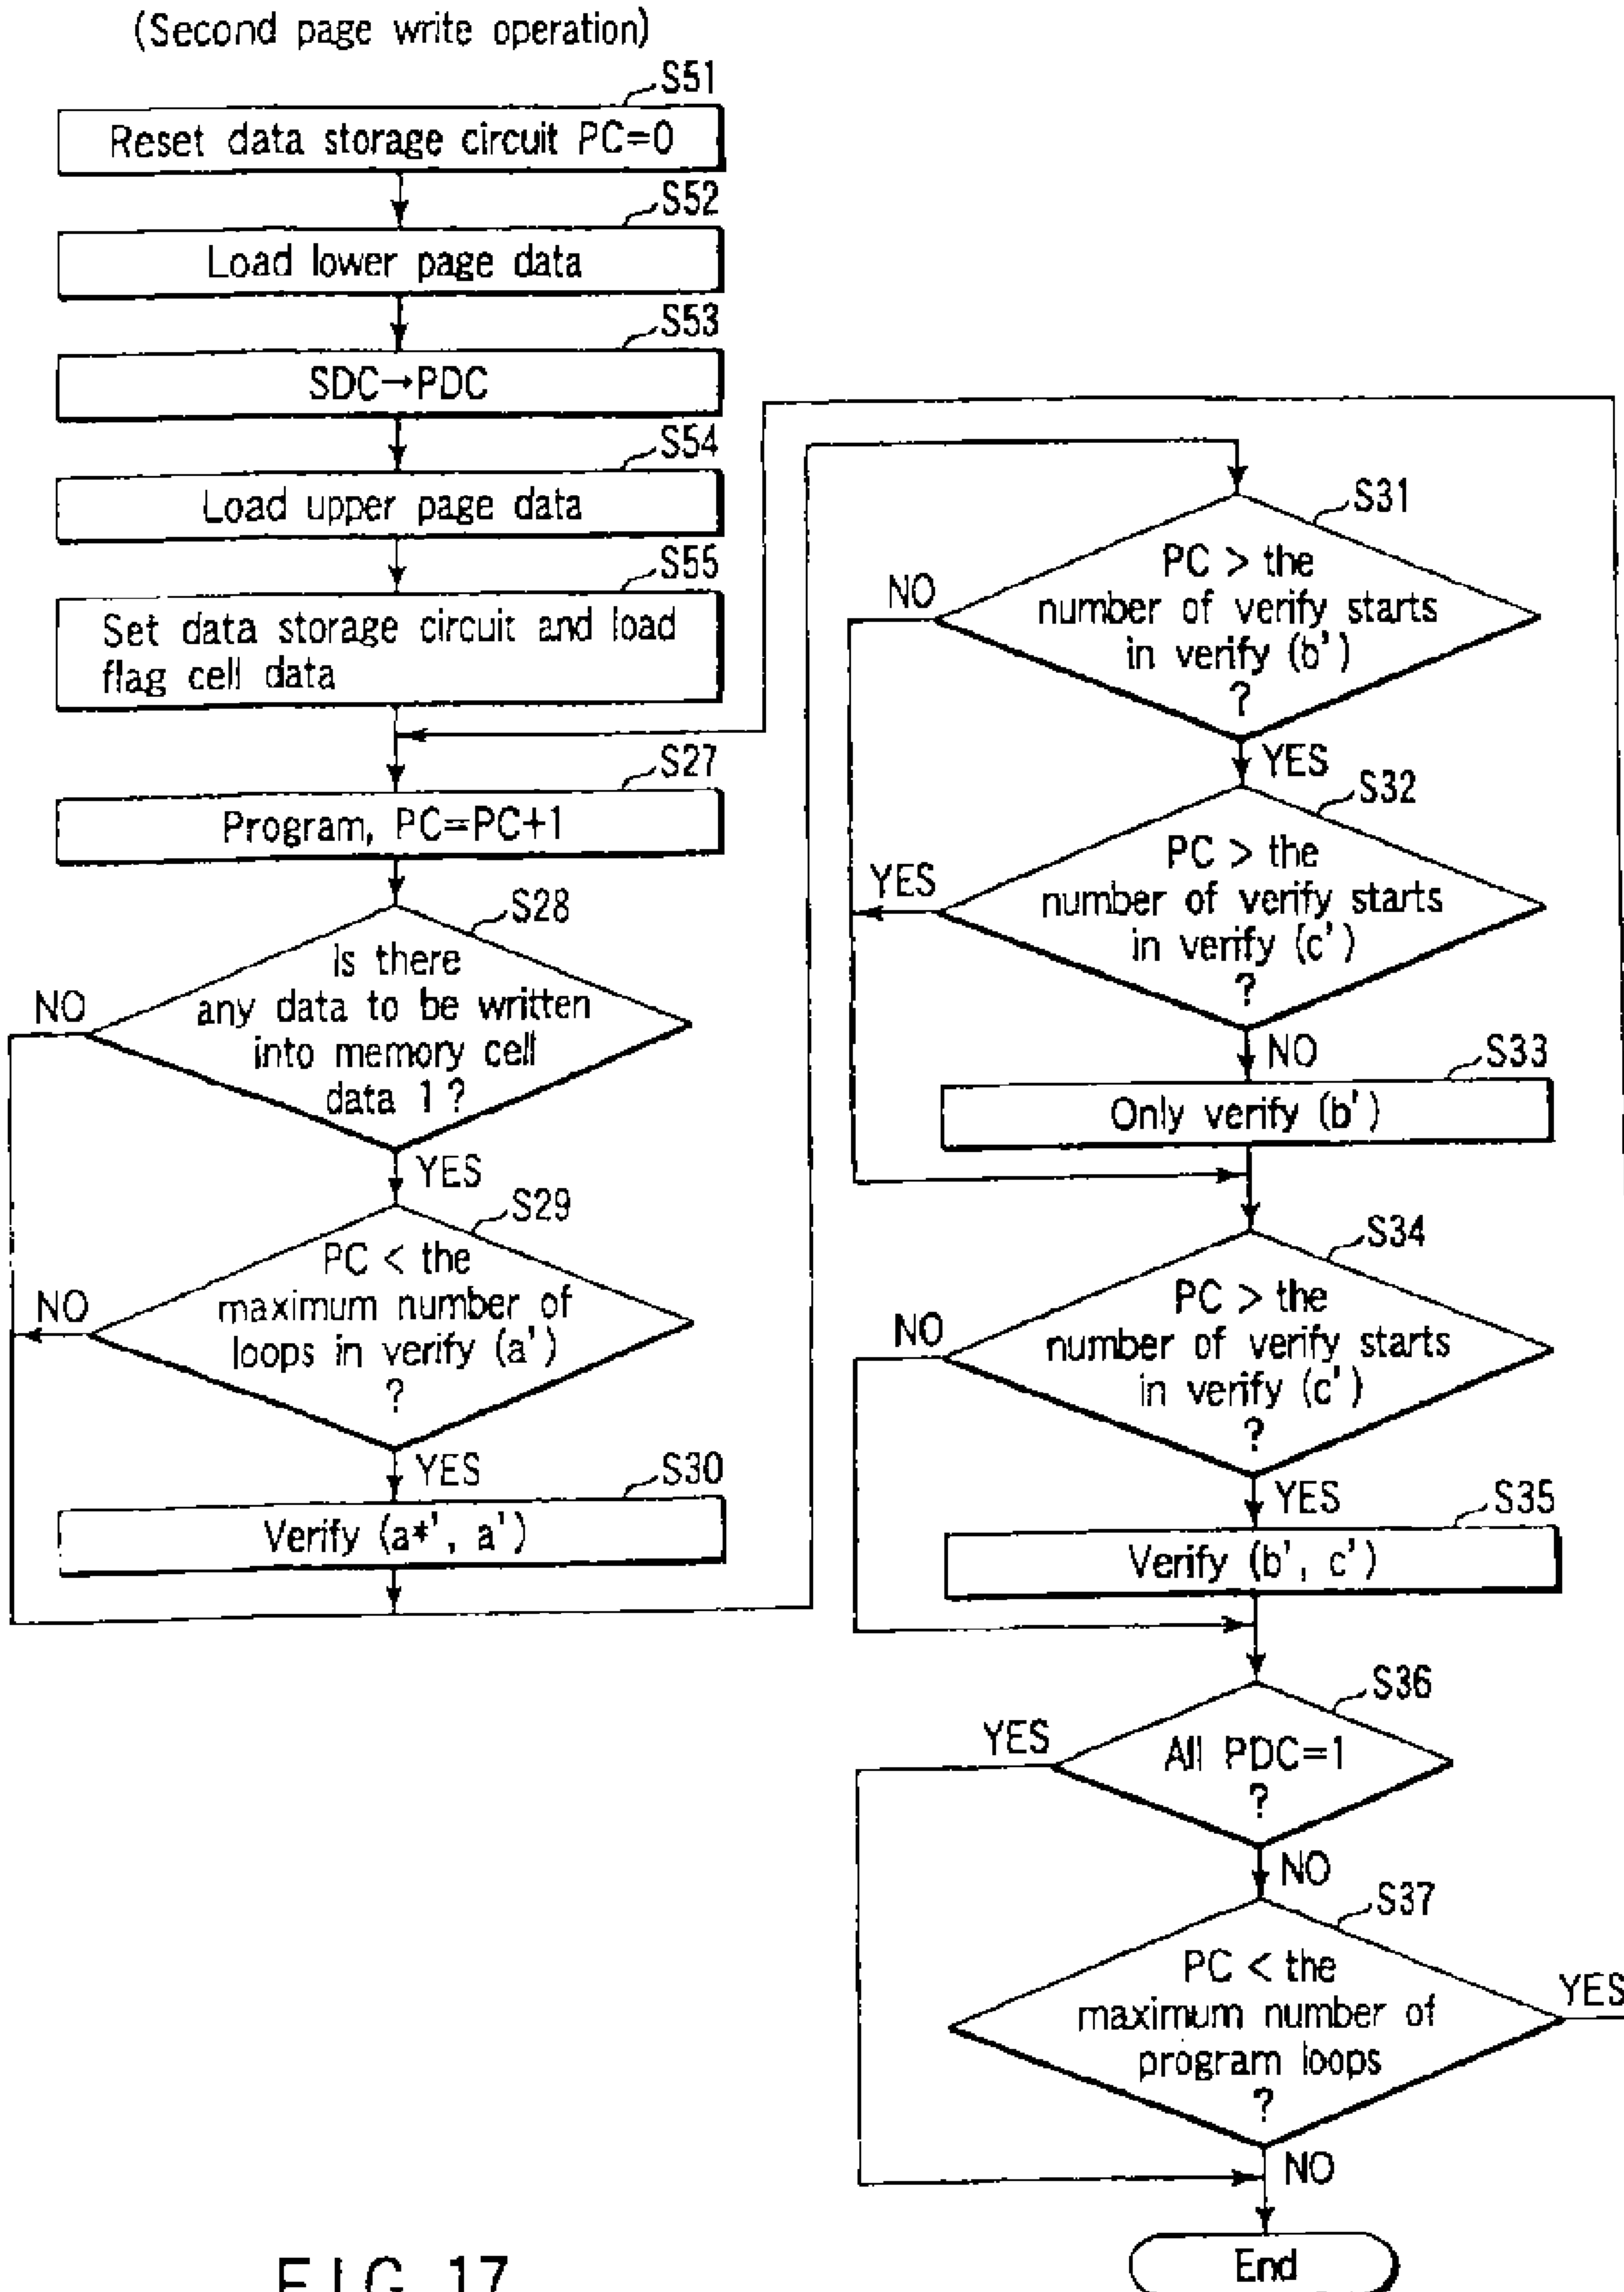 (Second page write operation)
S51
Reset data storage circuit PC=0
S52
Load lower page data
S53
SDC→PDC
S54
Load upper page data
S55
Set data storage circuit and load
flag cell data
S27
Program, PC=PC+1
S28
Is there
any data to be written
into memory cell
data 1?
NO
YES
S29
PC < the
maximum number of
loops in verify (a')
?
NO
YES
S30
Verify (a*', a')
S31
PC > the
number of verify starts
in verify (b')
?
NO
YES
S32
PC > the
number of verify starts
in verify (c')
?
YES
NO
S33
Only verify (b')
S34
PC > the
number of verify starts
in verify (c')
?
NO
YES
S35
Verify (b', c')
S36
All PDC=1
?
YES
NO
S37
PC < the
maximum number of
program loops
?
YES
NO
End
FIG. 17